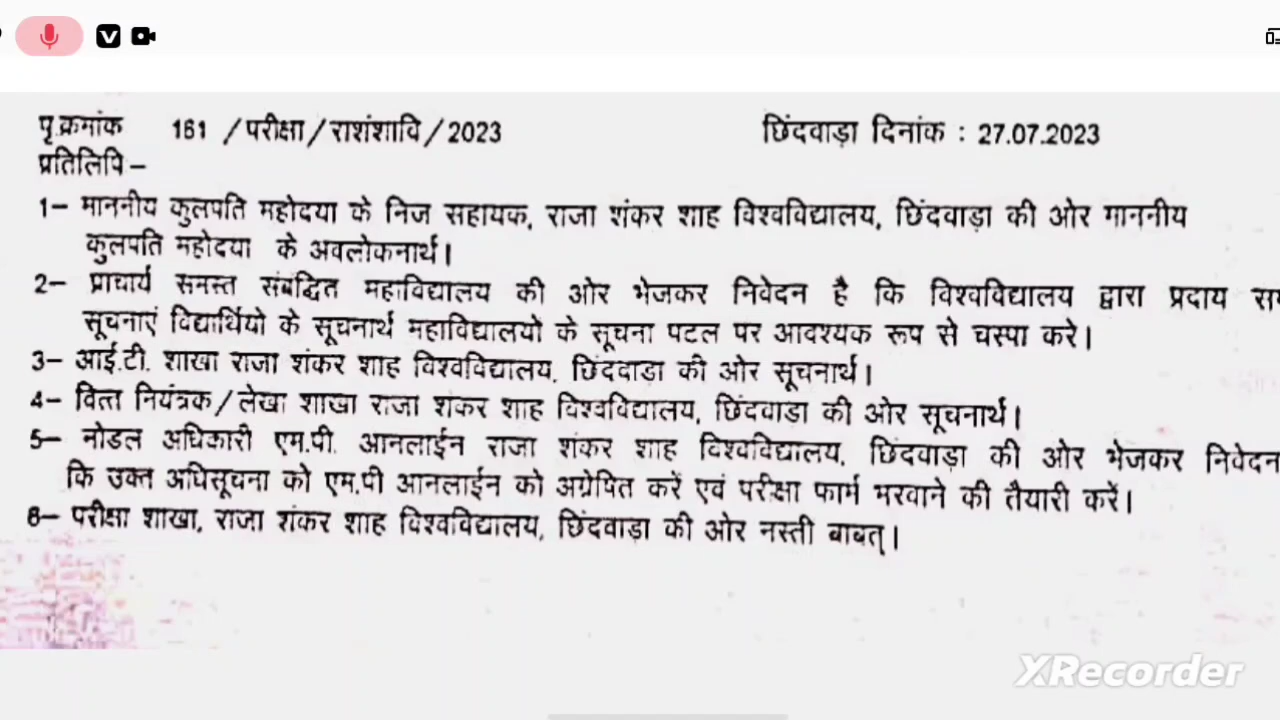 पृ.क्रमांक 161 /परीक्षा/राशंशावि/2023 छिंदवाड़ा दिनांक : 27.07.2023
प्रतिलिपि–
1– माननीय कुलपति महोदया के निज सहायक, राजा शंकर शाह विश्वविद्यालय, छिंदवाड़ा की ओर माननीय
कुलपति महोदया के अवलोकनार्थ।
2– प्राचार्य समस्त संबद्धित महाविद्यालय की ओर भेजकर निवेदन है कि विश्वविद्यालय द्वारा प्रदाय
सूचनाएं विद्यार्थियो के सूचनार्थ महाविद्यालयों के सूचना पटल पर आवश्यक रूप से चस्पा करे।
3– आई.टी. शाखा राजा शंकर शाह विश्वविद्यालय, छिंदवाड़ा की ओर सूचनार्थ।
4– वित्त नियंत्रक/लेखा शाखा राजा शंकर शाह विश्वविद्यालय, छिंदवाडा की ओर सूचनार्थ।
5– नोडल अधिकारी एम.पी. आनलाईन राजा शंकर शाह विश्वविद्यालय, छिंदवाड़ा की ओर भेजकर निवेदन
कि उक्त अधिसूचना को एम.पी आनलाईन को अग्रेषित करें एवं परीक्षा फार्म भरवाने की तैयारी करें।
6– परीक्षा शाखा, राजा शंकर शाह विश्वविद्यालय, छिंदवाड़ा की ओर नस्ती बाबत्।
XRecorder